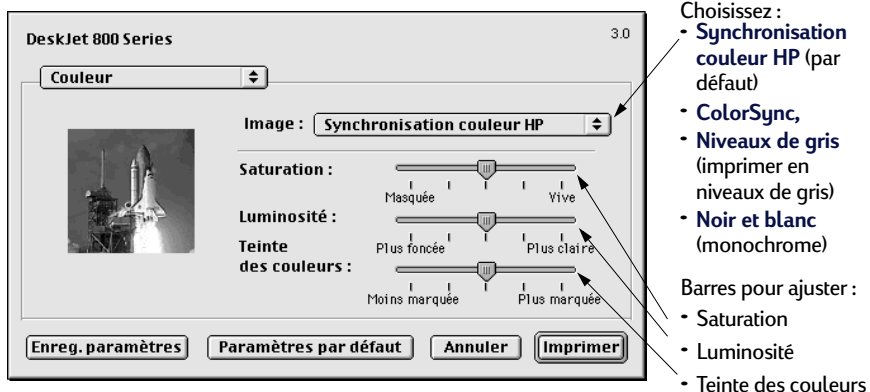 DeskJet 800 Series
3.0
Couleur
Image : Synchronisation couleur HP
Saturation :
Masquée Vive
Luminosité :
Plus foncée Plus claire
Teinte
des couleurs :
Moins marquée Plus marquée
Enreg. paramètres Paramètres par défaut Annuler Imprimer
Choisissez :
• Synchronisation
couleur HP (par
défaut)
• ColorSync,
• Niveaux de gris
(imprimer en
niveaux de gris)
• Noir et blanc
(monochrome)
Barres pour ajuster :
• Saturation
• Luminosité
• Teinte des couleurs